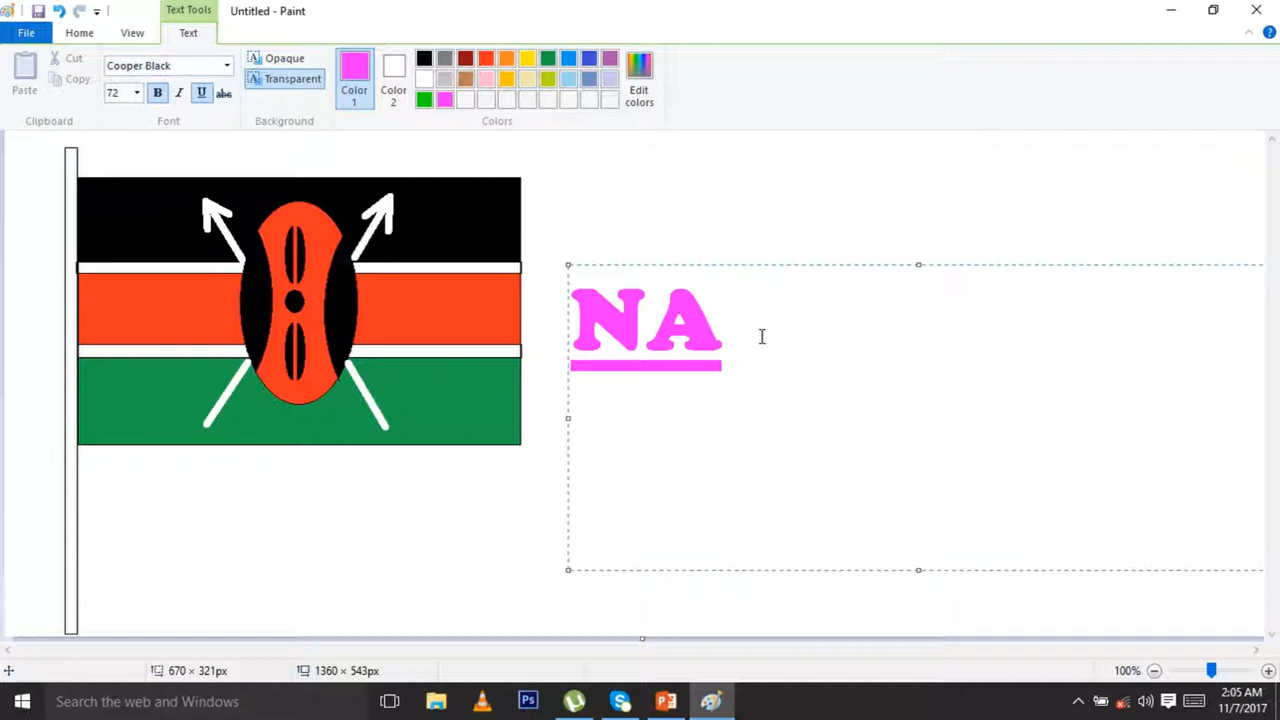 Text Tools
Untitled - Paint
File
Home
View
Text
Paste
Cut
Copy
Clipboard
Cooper Black
72
B I U abc
Font
Opaque
Transparent
Background
Color 1
Color 2
Edit colors
Colors
NA
670 × 321px
1360 × 543px
100%
Search the web and Windows
Ps
2:05 AM
11/7/2017